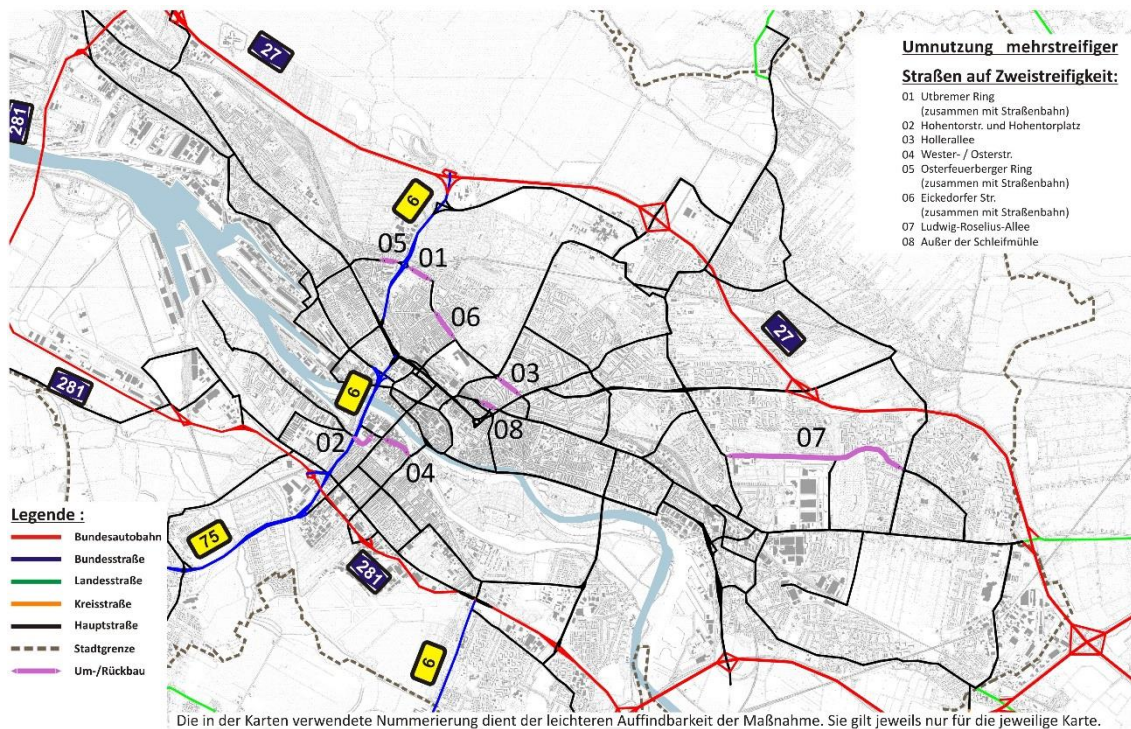 Umnutzung mehrstreifiger
Straßen auf Zweistreifigkeit:
01 Utbremer Ring
(zusammen mit Straßenbahn)
02 Hohentorstr. und Hohentorplatz
03 Hollerallee
04 Wester- / Osterstr.
05 Osterfeuerberger Ring
(zusammen mit Straßenbahn)
06 Eickedorfer Str.
(zusammen mit Straßenbahn)
07 Ludwig-Roselius-Allee
08 Außer der Schleifmühle
27
281
6
05
01
06
27
281
6
03
08
02
04
07
75
281
6
Legende :
Bundesautobahn
Bundesstraße
Landesstraße
Kreisstraße
Hauptstraße
Stadtgrenze
Um-/Rückbau
Die in der Karten verwendete Nummerierung dient der leichteren Auffindbarkeit der Maßnahme. Sie gilt jeweils nur für die jeweilige Karte.